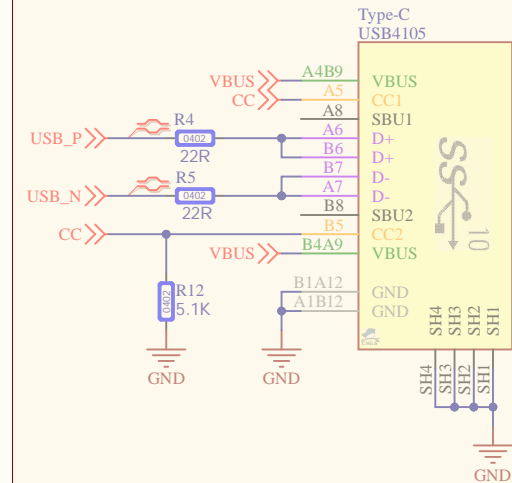 Type-C
USB4105
VBUS
A4B9
VBUS
CC
A5
CC1
A8
SBU1
R4
USB_P
0402
22R
A6
D+
B6
D+
R5
USB_N
0402
22R
B7
D-
A7
D-
B8
SBU2
CC
B5
CC2
VBUS
B4A9
VBUS
SS
10
R12
0402
5.1K
B1A12
GND
A1B12
GND
GND
GND
SH4
SH3
SH2
SH1
SH4
SH3
SH2
SH1
GND